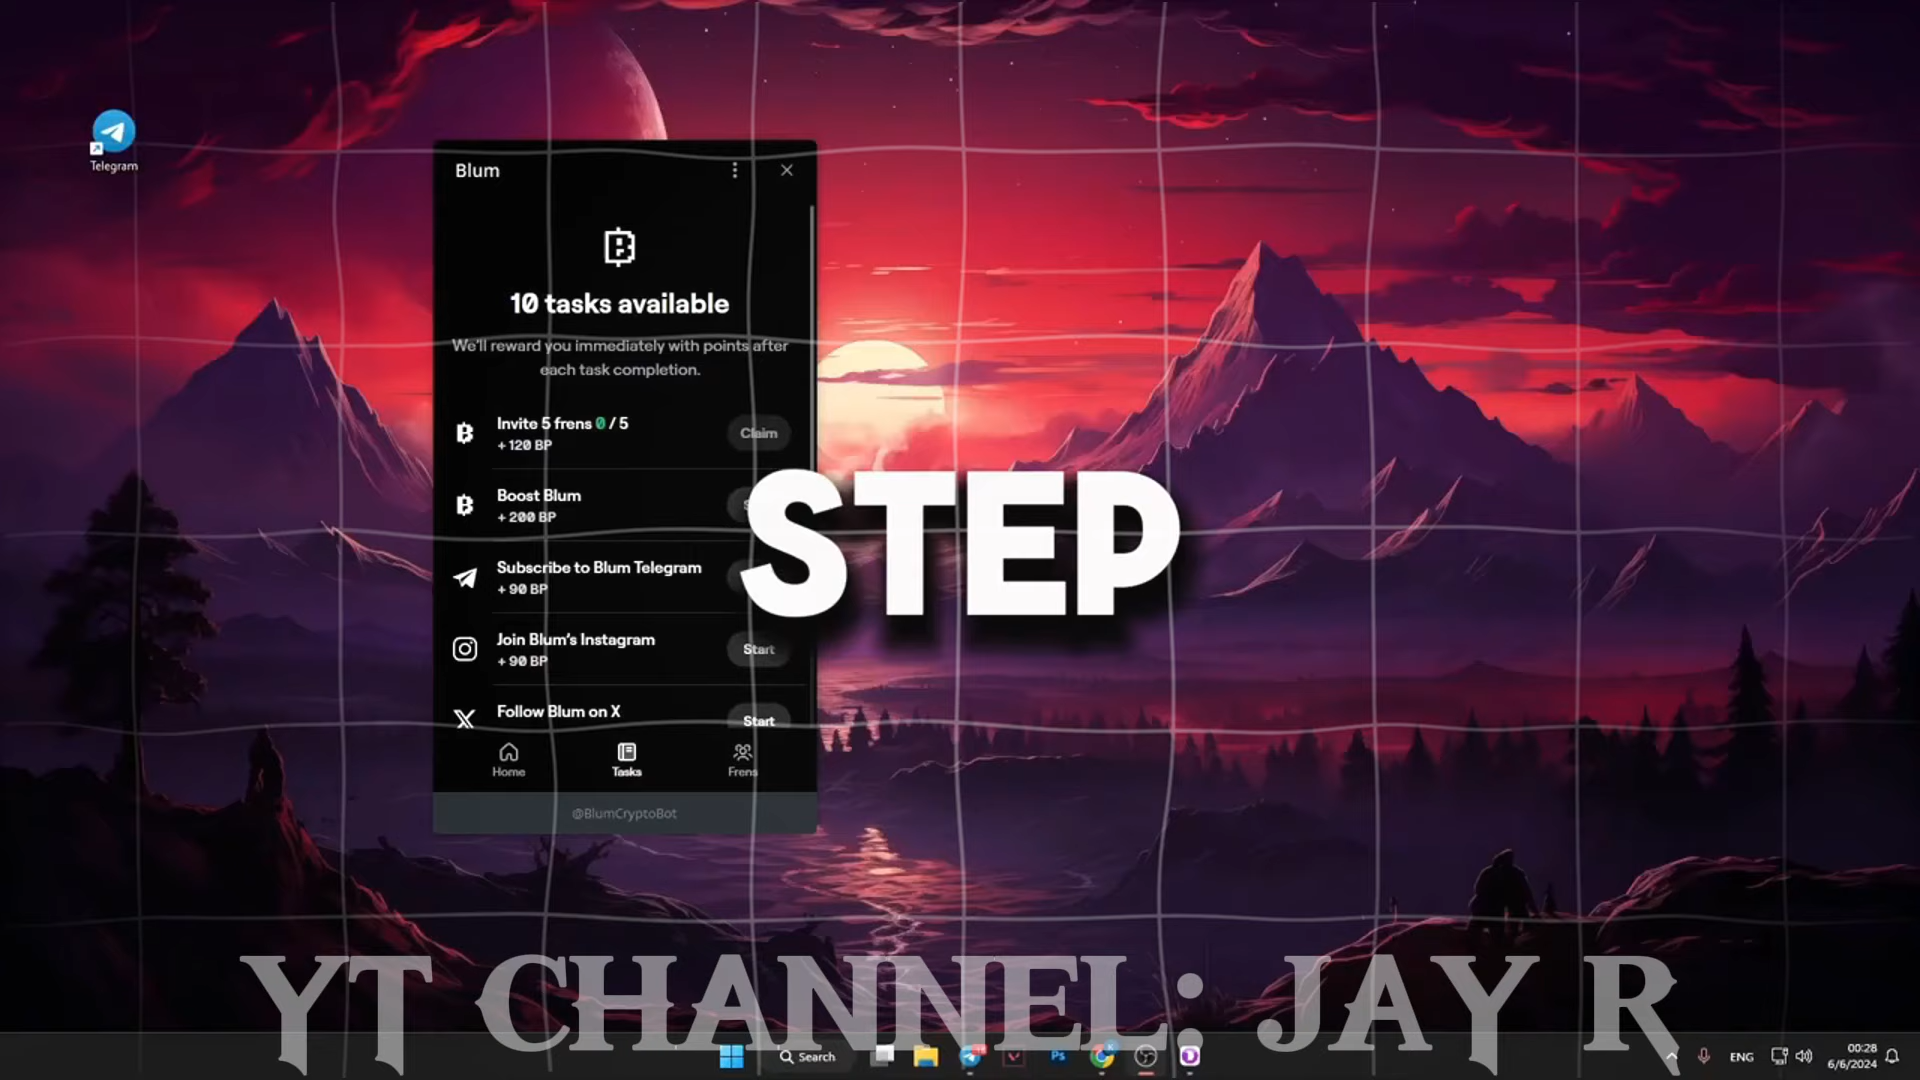 Telegram
Blum
10 tasks available
We'll reward you immediately with points after
each task completion.
Invite 5 frens 0 / 5
+ 120 BP
Claim
Boost Blum
+ 200 BP
STEP
Subscribe to Blum Telegram
+ 90 BP
Join Blum's Instagram
+ 90 BP
Start
Follow Blum on X
Start
Home
Tasks
Frens
@BlumCryptoBot
YT CHANNEL: JAY R
Search
Ps
ENG
00:28
6/6/2024